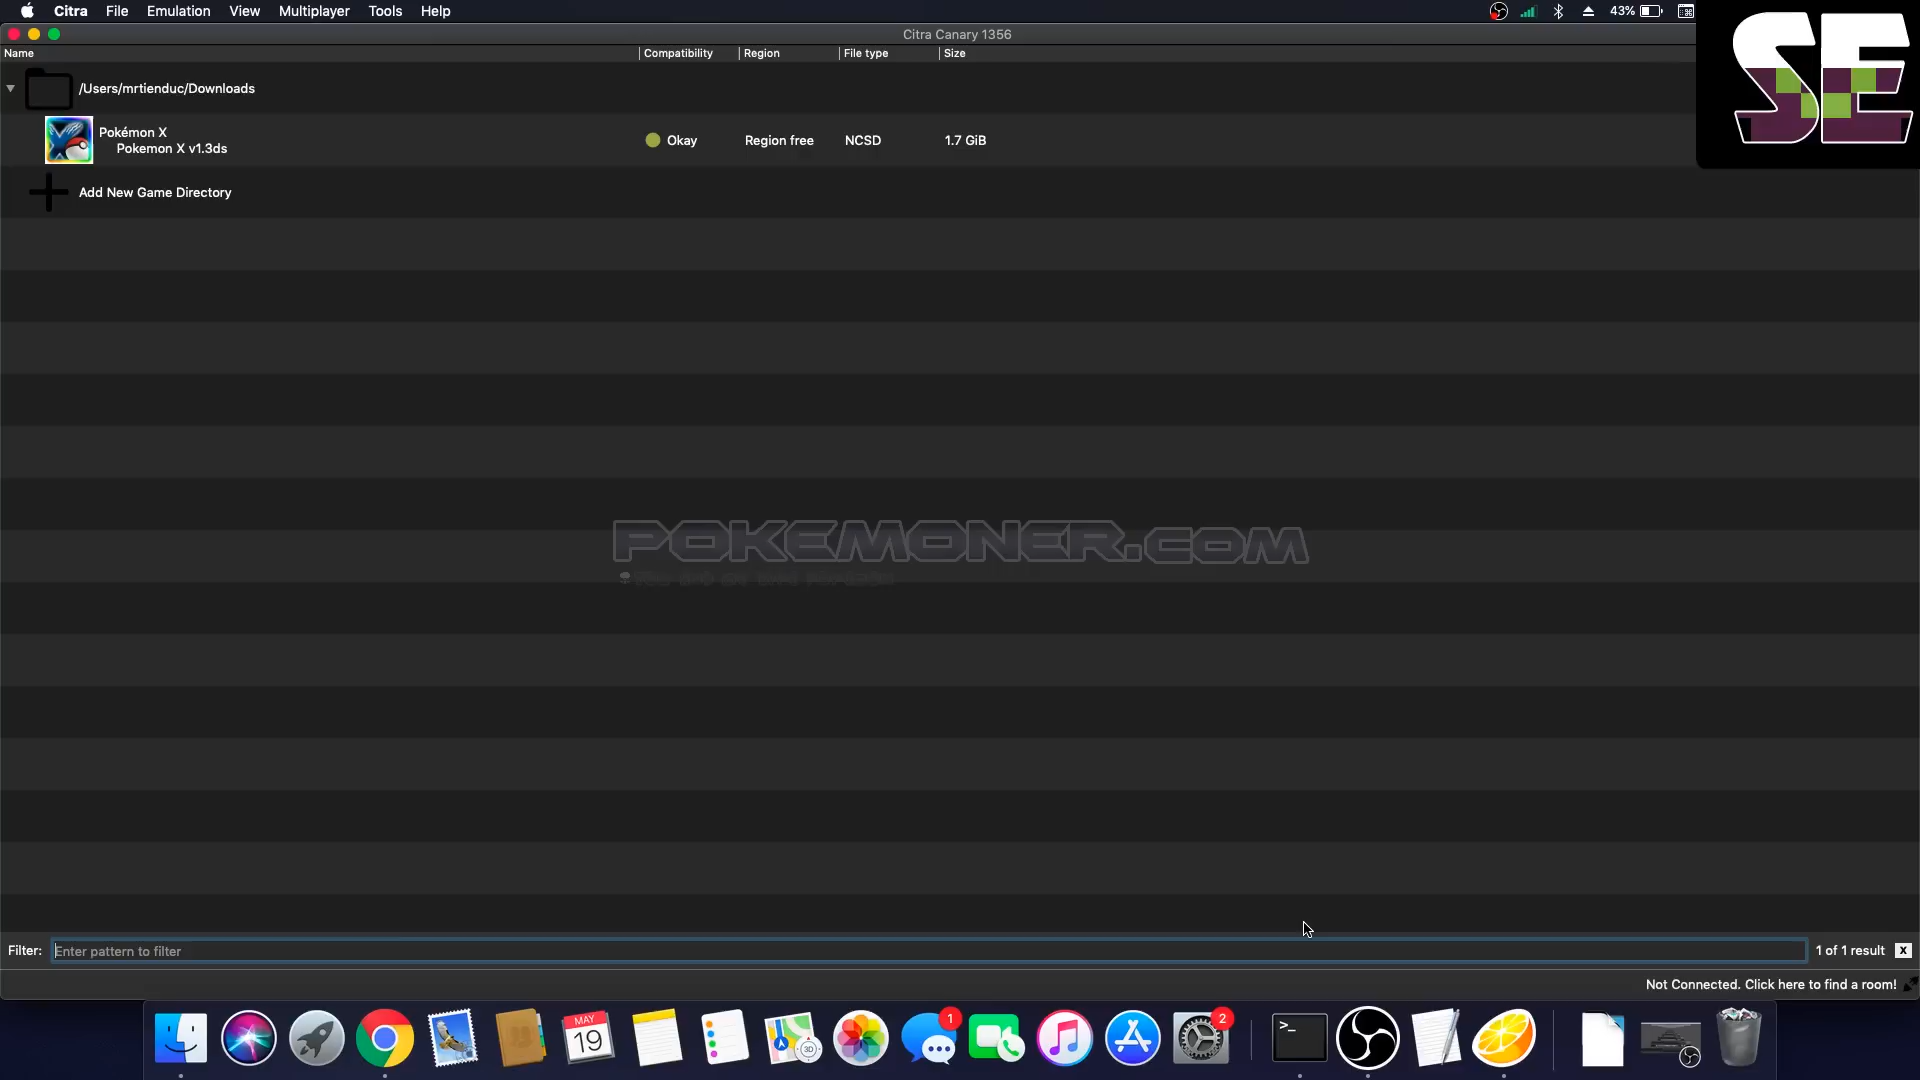 Citra File Emulation View Multiplayer Tools Help
43%
Citra Canary 1356
Name Compatibility Region File type Size
/Users/mrtienduc/Downloads
Pokémon X
Pokemon X v1.3ds
Okay Region free NCSD 1.7 GiB
Add New Game Directory
SE
POKEMONER.COM
Filter: Enter pattern to filter 1 of 1 result X
Not Connected. Click here to find a room!
MAY
19
3D
1
2
>_